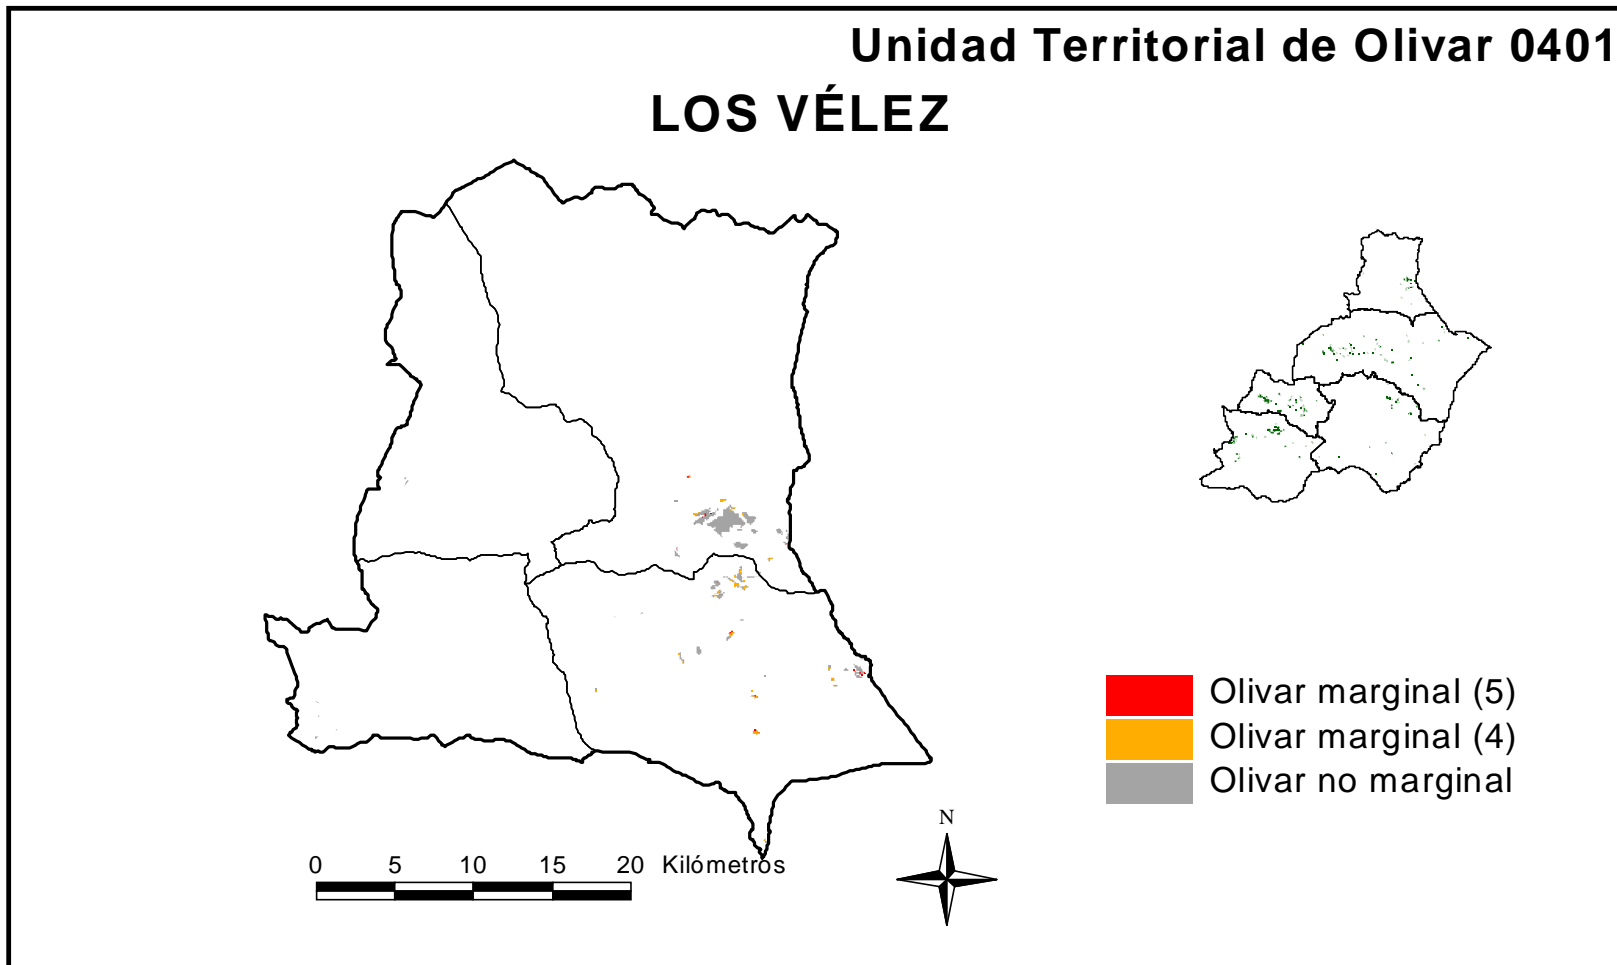 Unidad Territorial de Olivar 0401
LOS VÉLEZ
Olivar marginal (5)
Olivar marginal (4)
Olivar no marginal
N
0 5 10 15 20 Kilómetros